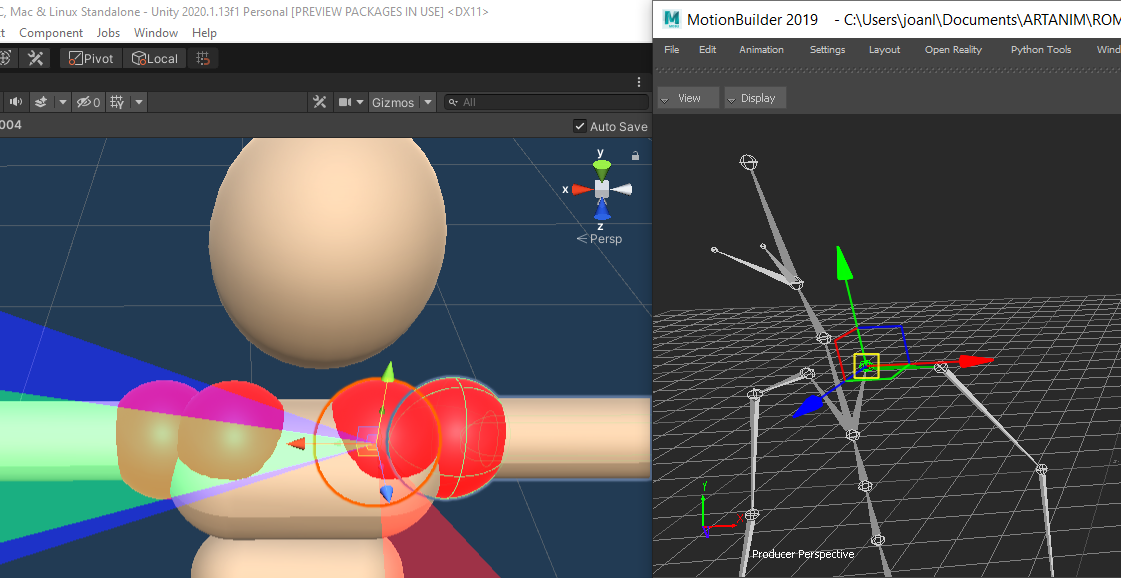 C, Mac & Linux Standalone - Unity 2020.1.13f1 Personal [PREVIEW PACKAGES IN USE] <DX11>
Component Jobs Window Help
Pivot Local
0 Gizmos All
004 Auto Save
y
x
z
Persp
MotionBuilder 2019 - C:\Users\joanl\Documents\ARTANIM\ROM
File Edit Animation Settings Layout Open Reality Python Tools Wind
View Display
Y
X
Producer Perspective